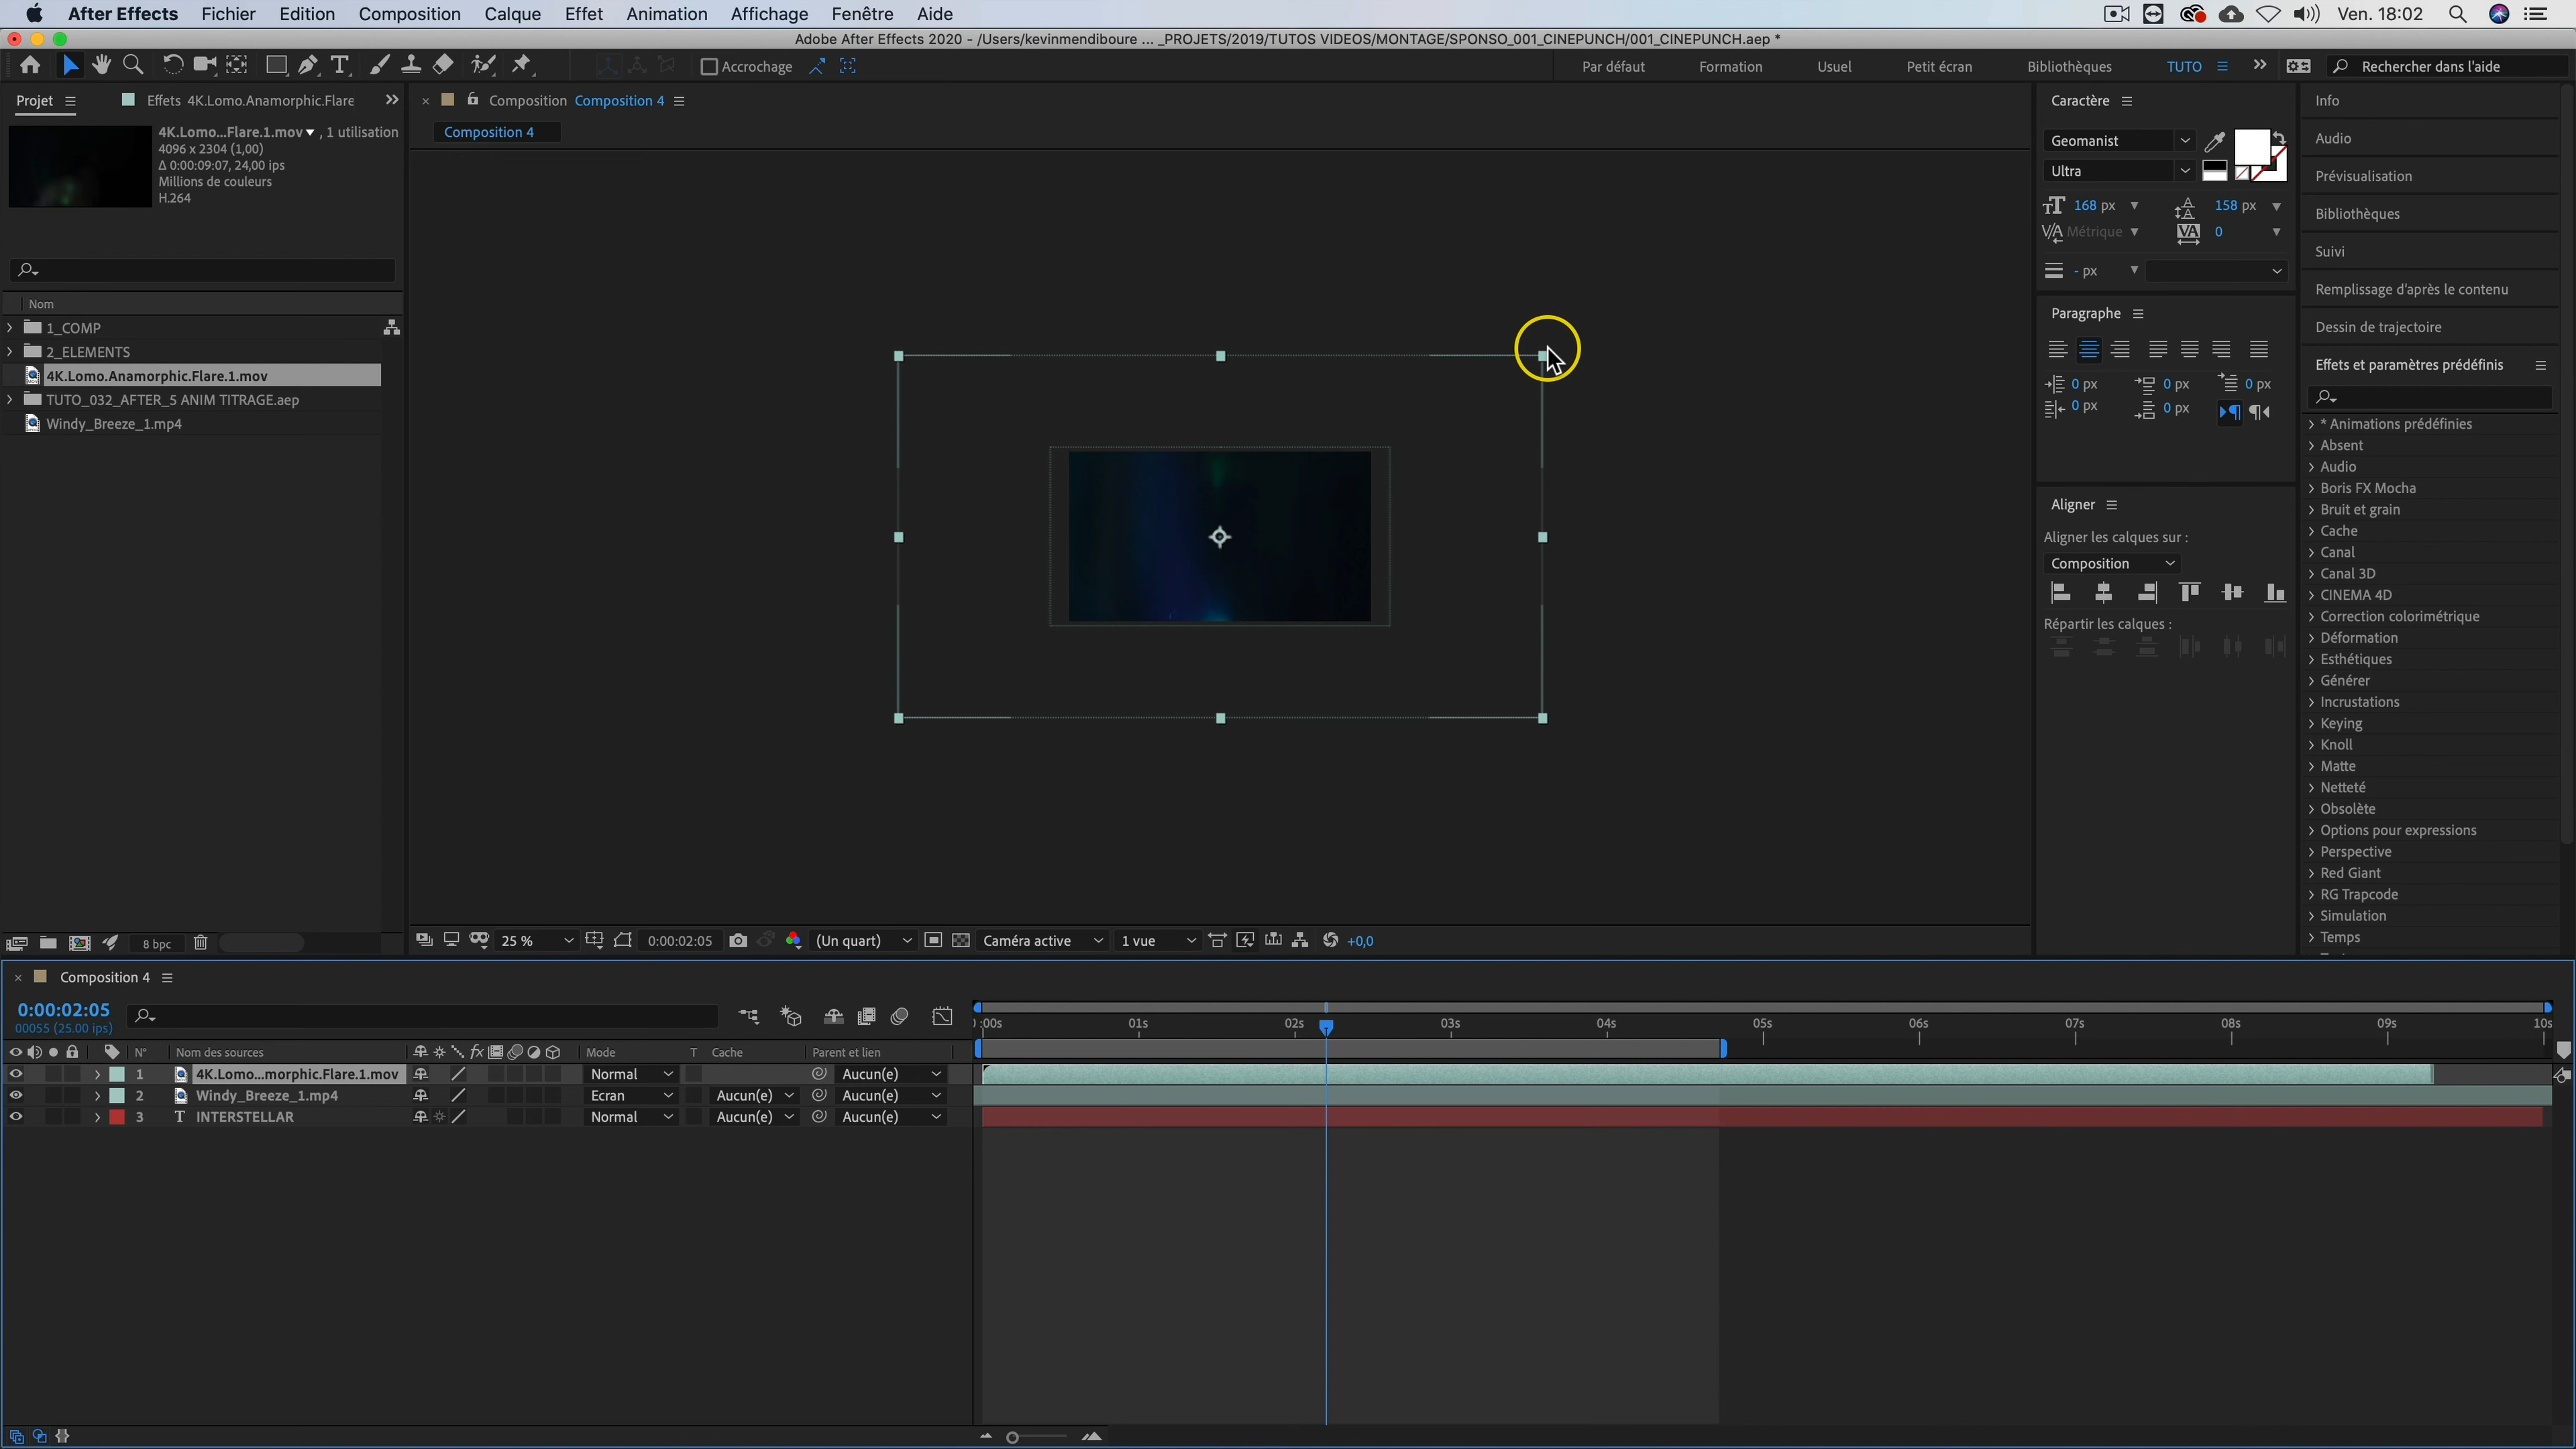 After Effects Fichier Edition Composition Calque Effet Animation Affichage Fenêtre Aide Ven. 18:02
Adobe After Effects 2020 - /Users/kevinmendiboure ... _PROJETS/2019/TUTOS VIDEOS/MONTAGE/SPONSO_001_CINEPUNCH/001_CINEPUNCH.aep *
Accrochage Par défaut Formation Usuel Petit écran Bibliothèques TUTO Rechercher dans l'aide
Projet Effets 4K.Lomo.Anamorphic.Flare
4K.Lomo...Flare.1.mov , 1 utilisation
4096 x 2304 (1,00)
Δ 0:00:09:07, 24,00 ips
Millions de couleurs
H.264
Nom
1_COMP
2_ELEMENTS
4K.Lomo.Anamorphic.Flare.1.mov
TUTO_032_AFTER_5 ANIM TITRAGE.aep
Windy_Breeze_1.mp4
8 bpc
Composition Composition 4
Composition 4
25 % 0:00:02:05 (Un quart) Caméra active 1 vue +0,0
Caractère
Geomanist
Ultra
168 px 158 px
Métrique 0
- px
Paragraphe
0 px 0 px 0 px
0 px 0 px
Aligner
Aligner les calques sur :
Composition
Répartir les calques :
Info
Audio
Prévisualisation
Bibliothèques
Suivi
Remplissage d'après le contenu
Dessin de trajectoire
Effets et paramètres prédéfinis
* Animations prédéfinies
Absent
Audio
Boris FX Mocha
Bruit et grain
Cache
Canal
Canal 3D
CINEMA 4D
Correction colorimétrique
Déformation
Esthétiques
Générer
Incrustations
Keying
Knoll
Matte
Netteté
Obsolète
Options pour expressions
Perspective
Red Giant
RG Trapcode
Simulation
Temps
Composition 4
0:00:02:05
00055 (25.00 ips)
:00s 01s 02s 03s 04s 05s 06s 07s 08s 09s 10s
N° Nom des sources fx Mode T Cache Parent et lien
1 4K.Lomo...morphic.Flare.1.mov Normal Aucun(e)
2 Windy_Breeze_1.mp4 Ecran Aucun(e) Aucun(e)
3 T INTERSTELLAR Normal Aucun(e) Aucun(e)